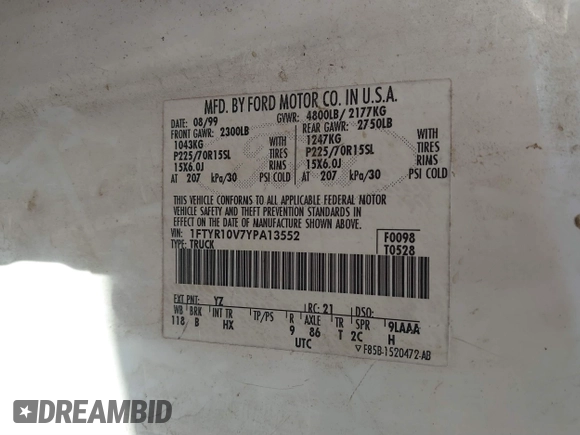 MFD. BY FORD MOTOR CO. IN U.S.A.
DATE: 08/99 GVWR: 4800LB/ 2177KG
FRONT GAWR: 2300LB REAR GAWR: 2750LB
1043KG WITH 1247KG WITH
P225/70R15SL TIRES P225/70R15SL TIRES
15X6.0J RIMS 15X6.0J RIMS
AT 207 kPa/30 PSI COLD AT 207 kPa/30 PSI COLD
THIS VEHICLE CONFORMS TO ALL APPLICABLE FEDERAL MOTOR
VEHICLE SAFETY AND THEFT PREVENTION STANDARDS IN
EFFECT ON THE DATE OF MANUFACTURE SHOWN ABOVE.
VIN: 1FTYR10V7YPA13552 F0098
TYPE: TRUCK T0528
EXT PNT: YZ RC: 21 DSO:
WB BRK INT TR TP/PS R AXLE TR SPR 9LAAA
118 B HX 9 86 T 2C H
UTC ▽ F85B-1520472-AB
DREAMBID